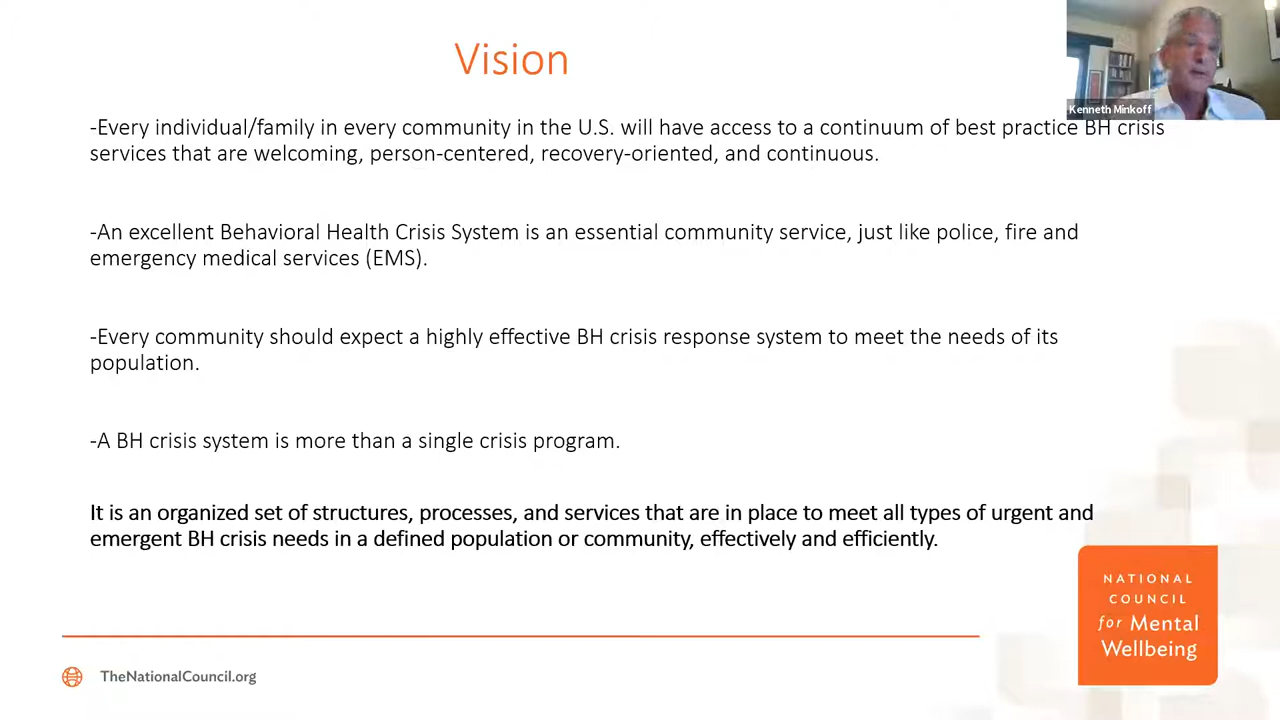 Vision
Kenneth Minkoff
-Every individual/family in every community in the U.S. will have access to a continuum of best practice BH crisis
services that are welcoming, person-centered, recovery-oriented, and continuous.
-An excellent Behavioral Health Crisis System is an essential community service, just like police, fire and
emergency medical services (EMS).
-Every community should expect a highly effective BH crisis response system to meet the needs of its
population.
-A BH crisis system is more than a single crisis program.
It is an organized set of structures, processes, and services that are in place to meet all types of urgent and
emergent BH crisis needs in a defined population or community, effectively and efficiently.
NATIONAL
COUNCIL
for Mental
Wellbeing
TheNationalCouncil.org